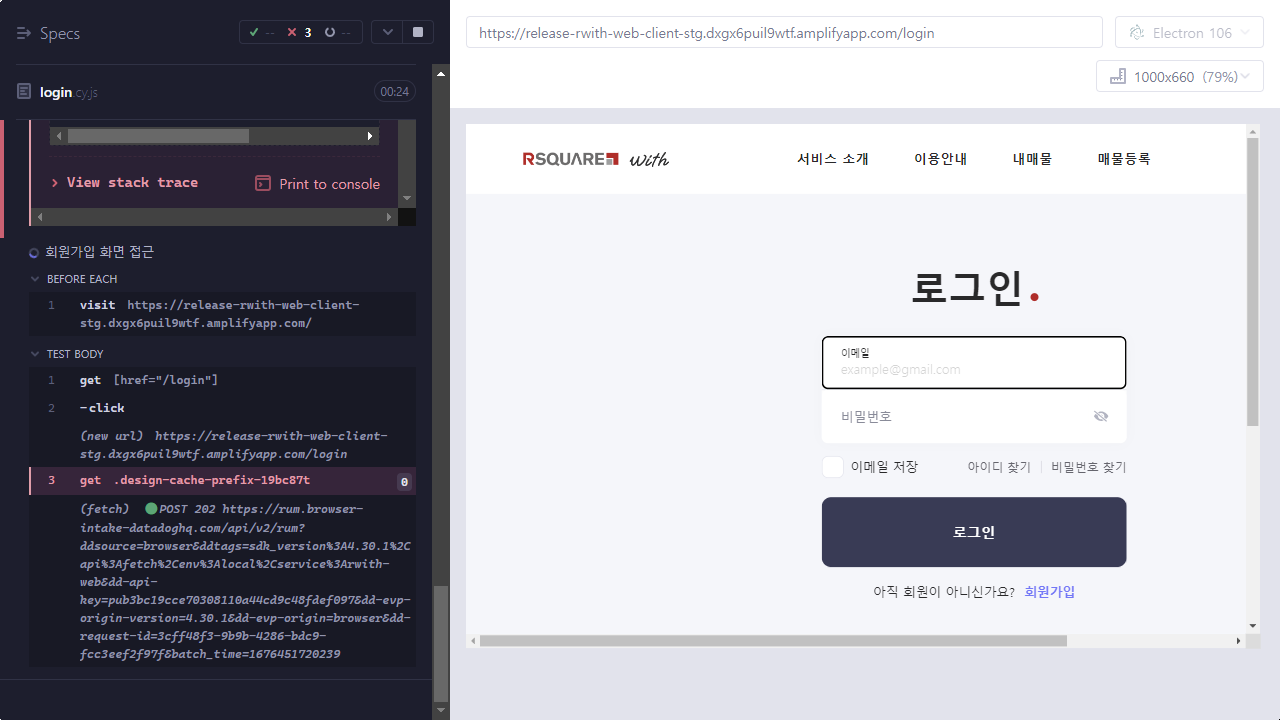 Specs
--
3
--
login.cy.js
00:24
View stack trace
Print to console
회원가입 화면 접근
BEFORE EACH
1 visit https://release-rwith-web-client-
stg.dxgx6puil9wtf.amplifyapp.com/
TEST BODY
1 get [href="/login"]
2 -click
(new url) https://release-rwith-web-client-
stg.dxgx6puil9wtf.amplifyapp.com/login
3 get .design-cache-prefix-19bc87t 0
(fetch) POST 202 https://rum.browser-
intake-datadoghq.com/api/v2/rum?
ddsource=browser&ddtags=sdk_version%3A4.30.1%2C
api%3Afetch%2Cenv%3Alocal%2Cservice%3Arwith-
web&dd-api-
key=pub3bc19cce70308110a44cd9c48fdef097&dd-evp-
origin-version=4.30.1&dd-evp-origin=browser&dd-
request-id=3cff48f3-9b9b-4286-bdc9-
fcc3eef2f97f&batch_time=1676451720239
https://release-rwith-web-client-stg.dxgx6puil9wtf.amplifyapp.com/login
Electron 106
1000x660 (79%)
RSQUARE With
서비스 소개
이용안내
내매물
매물등록
로그인.
이메일
example@gmail.com
비밀번호
이메일 저장
아이디 찾기
비밀번호 찾기
로그인
아직 회원이 아니신가요? 회원가입